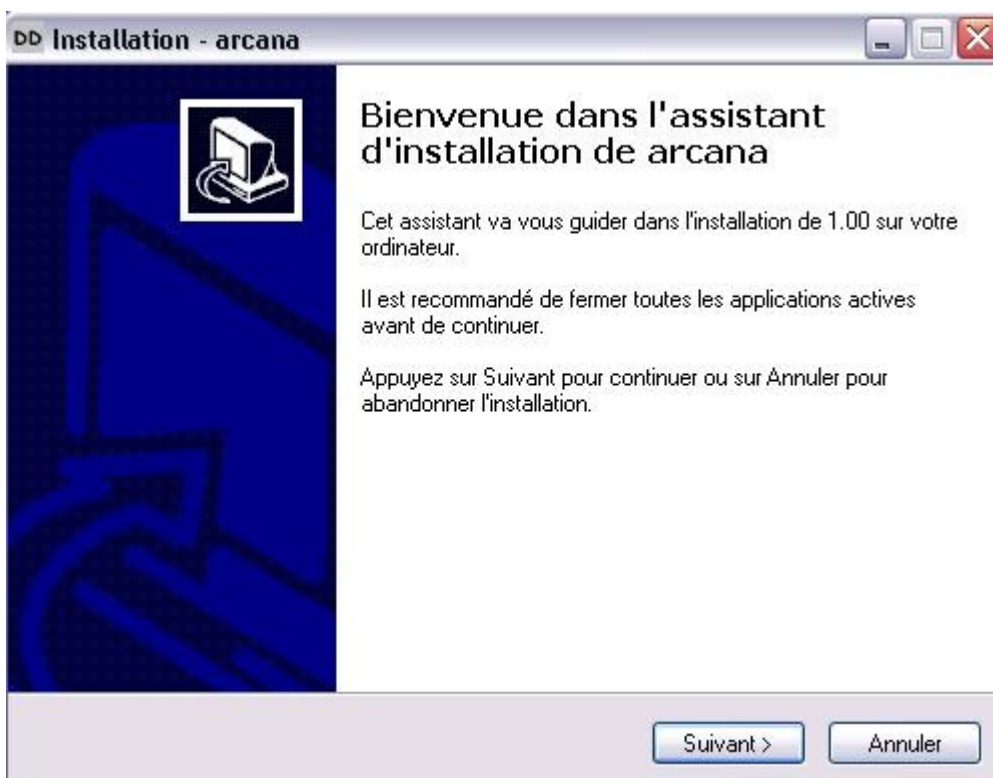 DD Installation - arcana
Bienvenue dans l'assistant
d'installation de arcana
Cet assistant va vous guider dans l'installation de 1.00 sur votre
ordinateur.
Il est recommandé de fermer toutes les applications actives
avant de continuer.
Appuyez sur Suivant pour continuer ou sur Annuler pour
abandonner l'installation.
Suivant >
Annuler